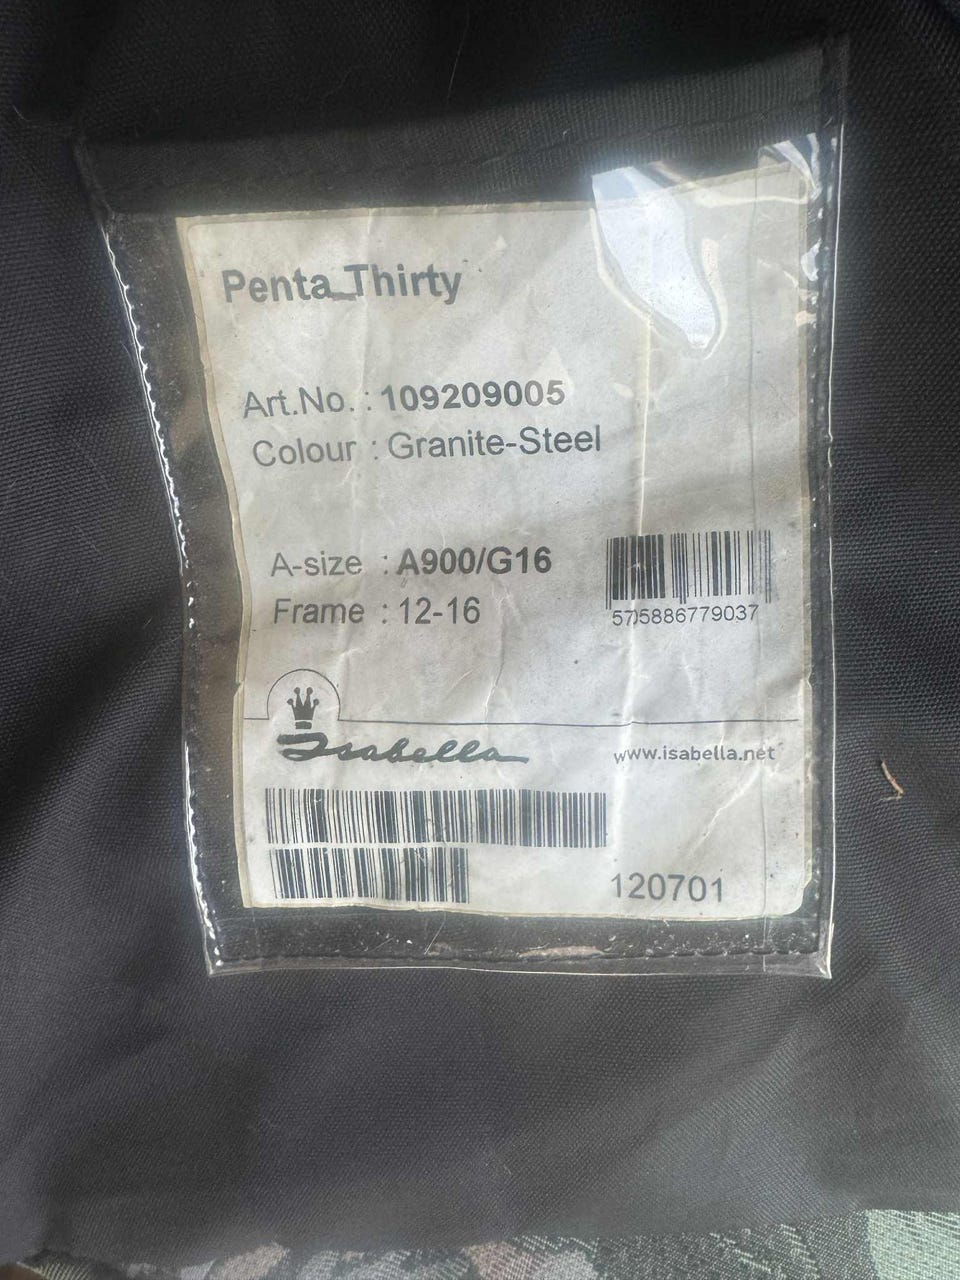 Penta_Thirty
Art.No. : 109209005
Colour : Granite-Steel
A-size : A900/G16
Frame : 12-16
5705886779037
Isabella
www.isabella.net
120701